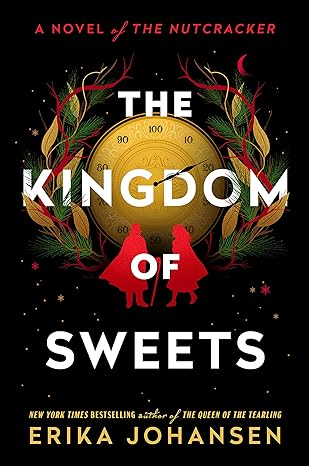 A NOVEL of THE NUTCRACKER
THE
KINGDOM
OF
SWEETS
NEW YORK TIMES BESTSELLING author of THE QUEEN OF THE TEARLING
ERIKA JOHANSEN